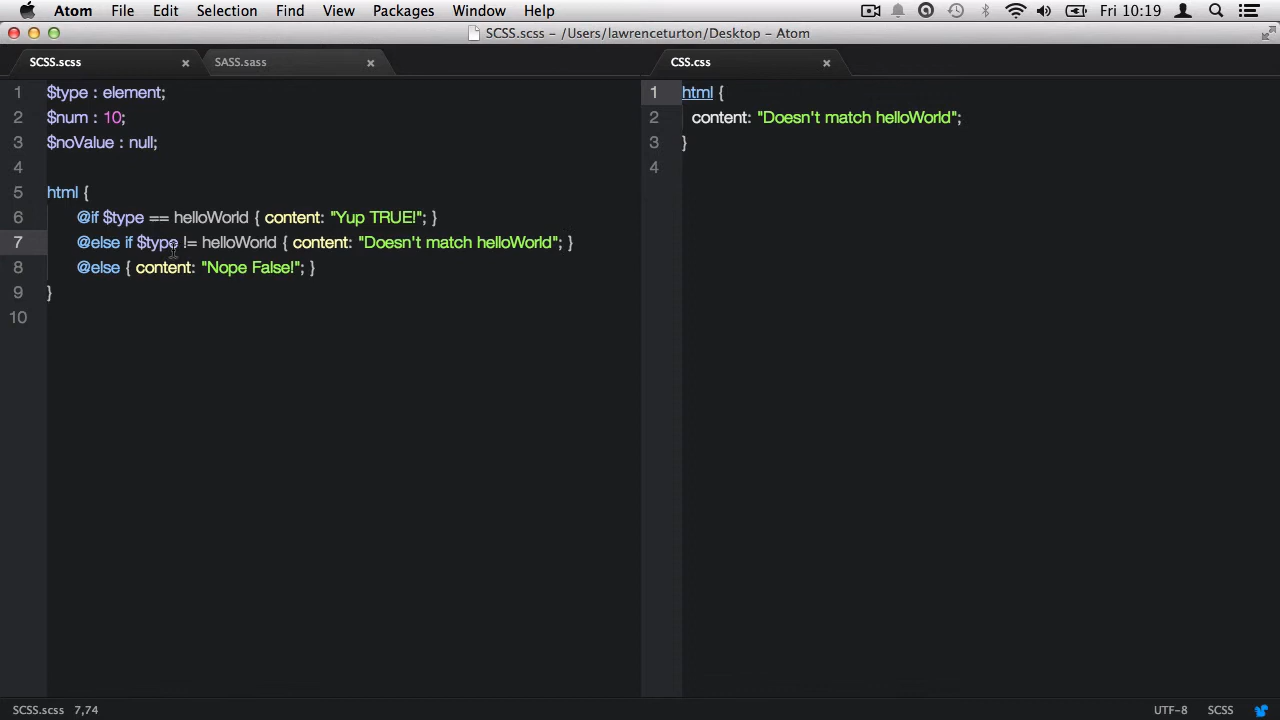 Atom File Edit Selection Find View Packages Window Help Fri 10:19
SCSS.scss – /Users/lawrenceturton/Desktop – Atom
SCSS.scss SASS.sass CSS.css
1 $type : element;
2 $num : 10;
3 $noValue : null;
4
5 html {
6 @if $type == helloWorld { content: "Yup TRUE!"; }
7 @else if $type != helloWorld { content: "Doesn't match helloWorld"; }
8 @else { content: "Nope False!"; }
9 }
10
1 html {
2 content: "Doesn't match helloWorld";
3 }
4
SCSS.scss 7,74 UTF-8 SCSS